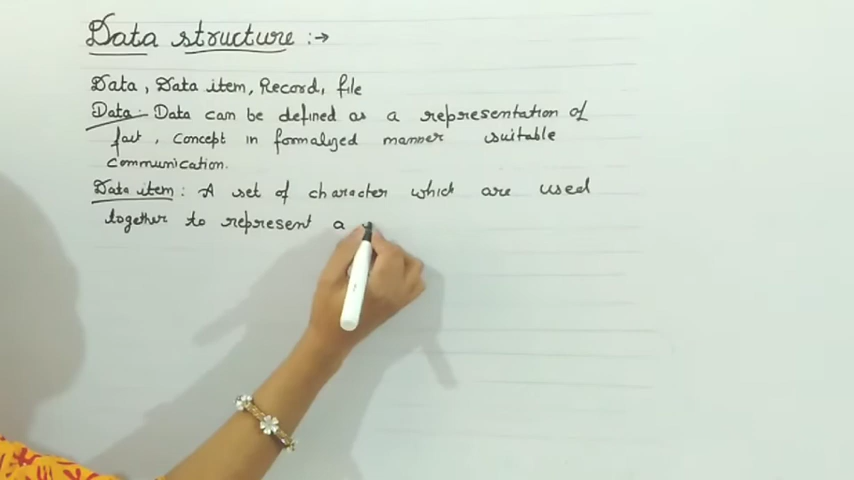 Data structure :→
Data, Data item, Record, file
Data: Data can be defined as a representation of
fact, concept in formalized manner suitable
communication.
Data item: A set of character which are used
together to represent a